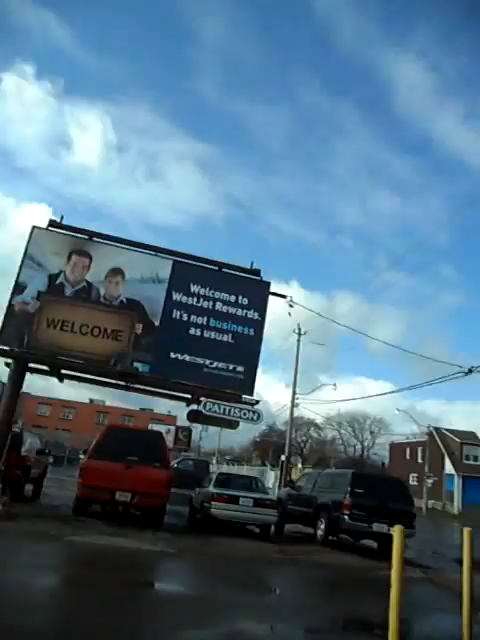 WELCOME
Welcome to
WestJet Rewards.
It's not business
as usual.
WESTJET
PATTISON